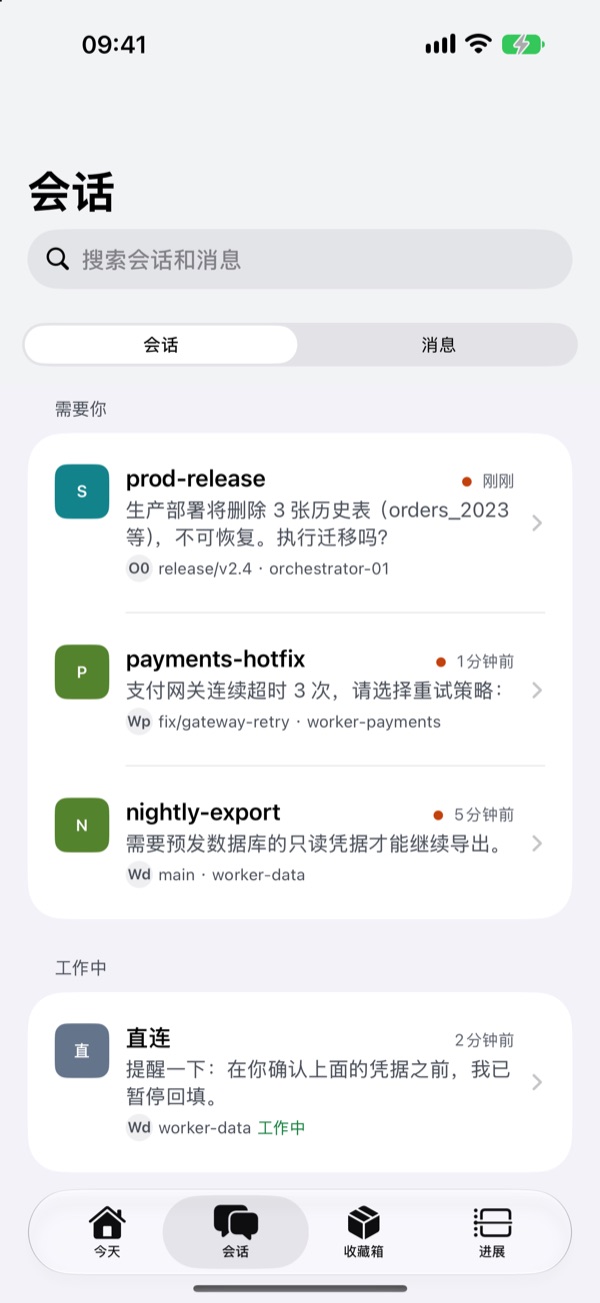 09:41
会话
搜索会话和消息
会话
消息
需要你
S
prod-release
刚刚
生产部署将删除 3 张历史表（orders_2023
等），不可恢复。执行迁移吗？
O0 release/v2.4 · orchestrator-01
P
payments-hotfix
1分钟前
支付网关连续超时 3 次，请选择重试策略：
Wp fix/gateway-retry · worker-payments
N
nightly-export
5分钟前
需要预发数据库的只读凭据才能继续导出。
Wd main · worker-data
工作中
直
直连
2分钟前
提醒一下：在你确认上面的凭据之前，我已
暂停回填。
Wd worker-data 工作中
今天
会话
收藏箱
进展